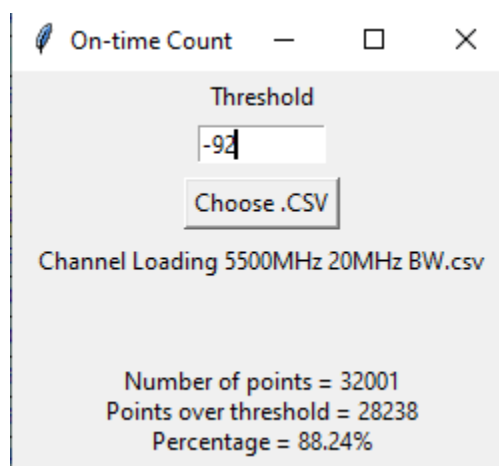 On-time Count
Threshold
-92
Choose .CSV
Channel Loading 5500MHz 20MHz BW.csv
Number of points = 32001
Points over threshold = 28238
Percentage = 88.24%